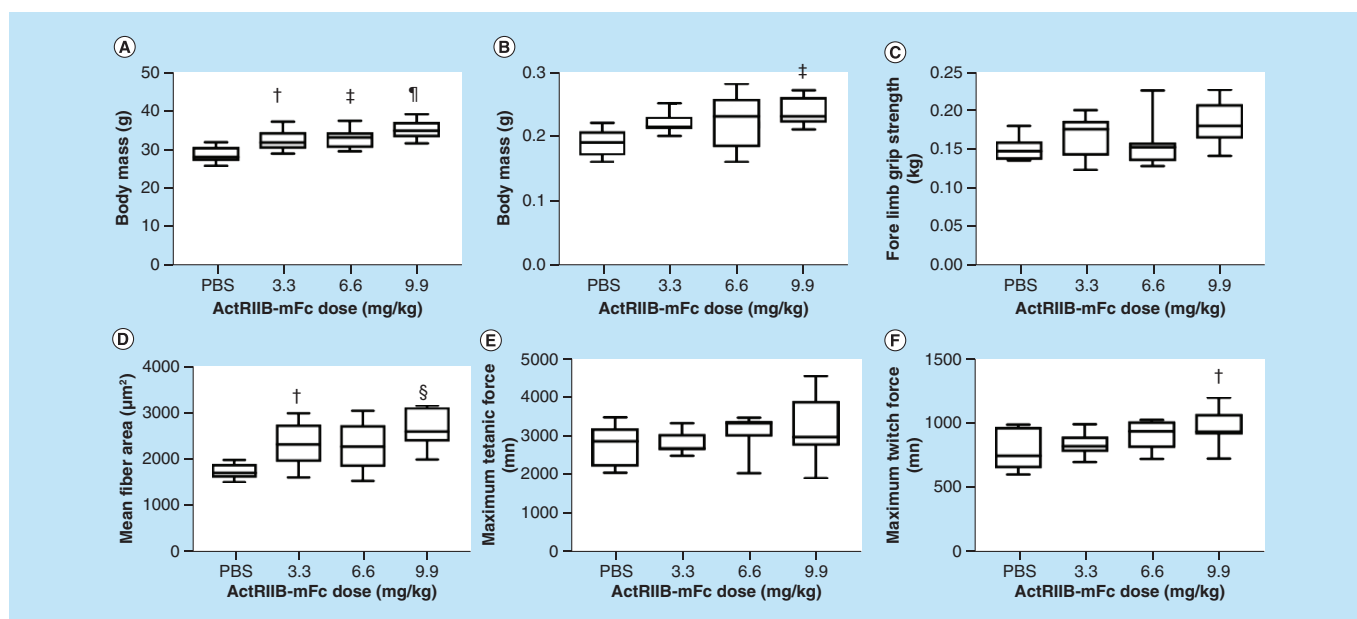 A
Body mass (g)
50
40
30
20
10
0
†
‡
¶
PBS
3.3
6.6
9.9
ActRIIB-mFc dose (mg/kg)
B
Body mass (g)
0.3
0.2
0.1
0.0
‡
PBS
3.3
6.6
9.9
ActRIIB-mFc dose (mg/kg)
C
Fore limb grip strength
(kg)
0.25
0.20
0.15
0.10
0.05
0.00
PBS
3.3
6.6
9.9
ActRIIB-mFc dose (mg/kg)
D
Mean fiber area (µm²)
4000
3000
2000
1000
0
†
§
PBS
3.3
6.6
9.9
ActRIIB-mFc dose (mg/kg)
E
Maximum tetanic force
(mn)
5000
4000
3000
2000
1000
0
PBS
3.3
6.6
9.9
ActRIIB-mFc dose (mg/kg)
F
Maximum twitch force
(mn)
1500
1000
500
0
†
PBS
3.3
6.6
9.9
ActRIIB-mFc dose (mg/kg)